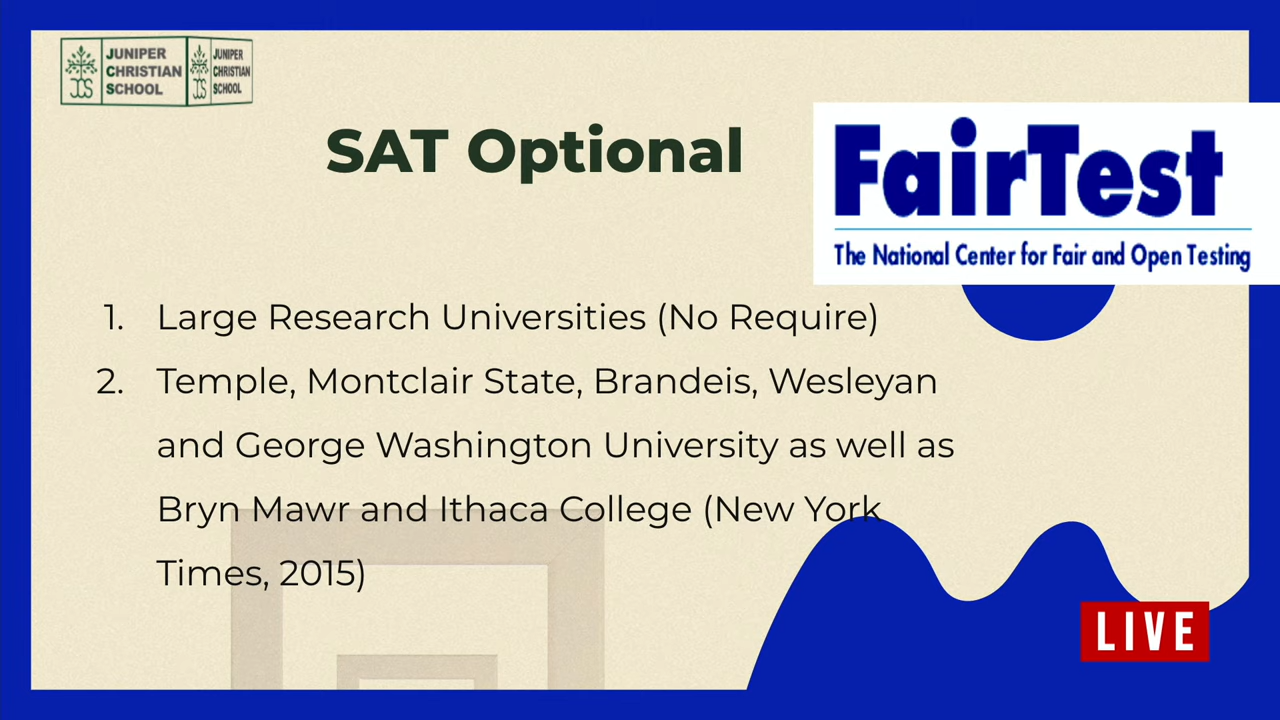 JUNIPER
CHRISTIAN
SCHOOL
JCS
JUNIPER
CHRISTIAN
SCHOOL
JCS
SAT Optional
FairTest
The National Center for Fair and Open Testing
1. Large Research Universities (No Require)
2. Temple, Montclair State, Brandeis, Wesleyan
and George Washington University as well as
Bryn Mawr and Ithaca College (New York
Times, 2015)
LIVE